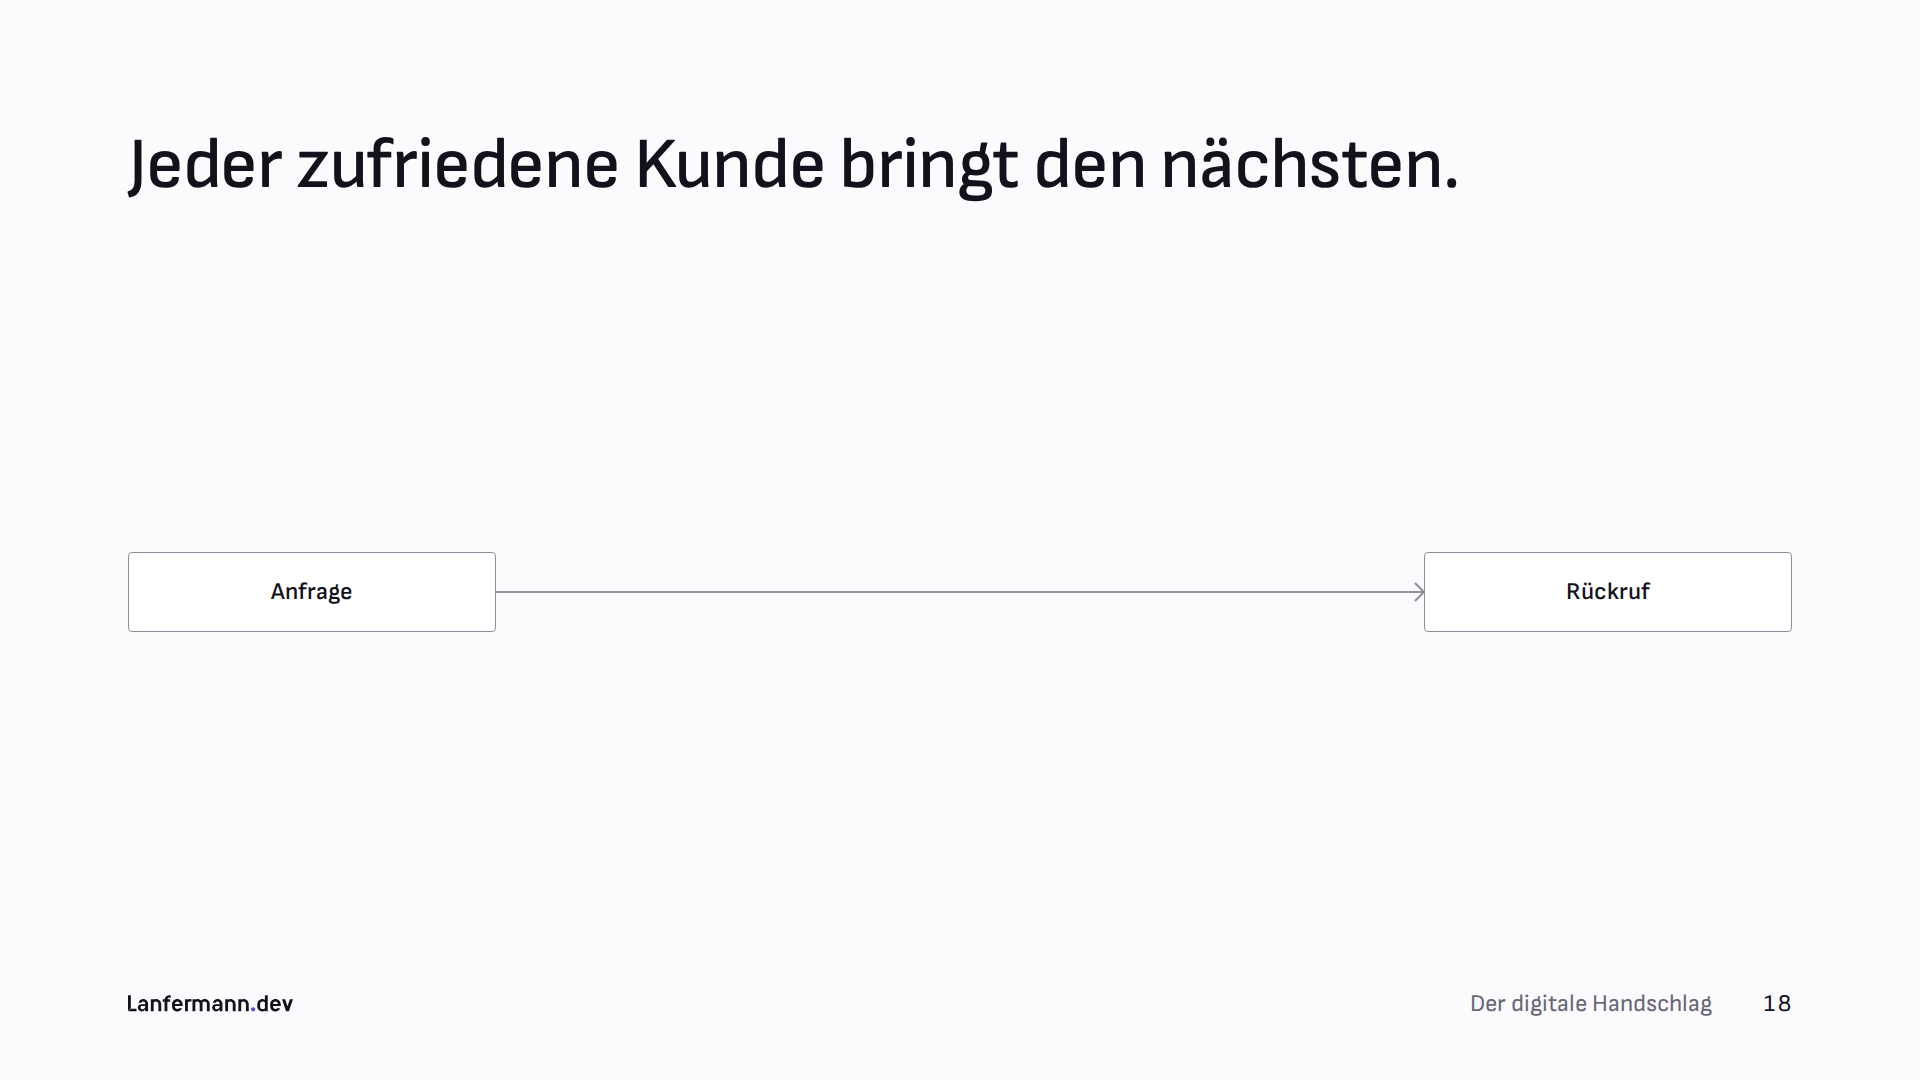 Jeder zufriedene Kunde bringt den nächsten.
Anfrage
Rückruf
Lanfermann.dev
Der digitale Handschlag
18